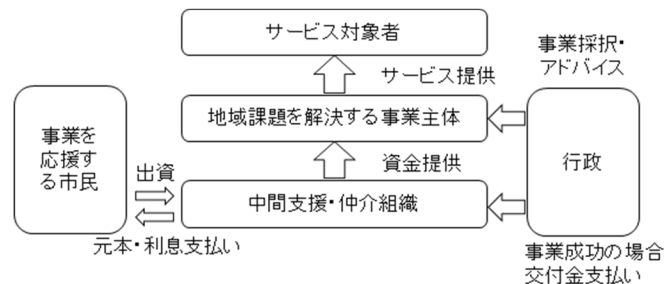 サービス対象者
事業採択・
アドバイス
サービス提供
地域課題を解決する事業主体
事業を
応援す
る市民
行政
出資
資金提供
中間支援・仲介組織
元本・利息支払い
事業成功の場合
交付金支払い